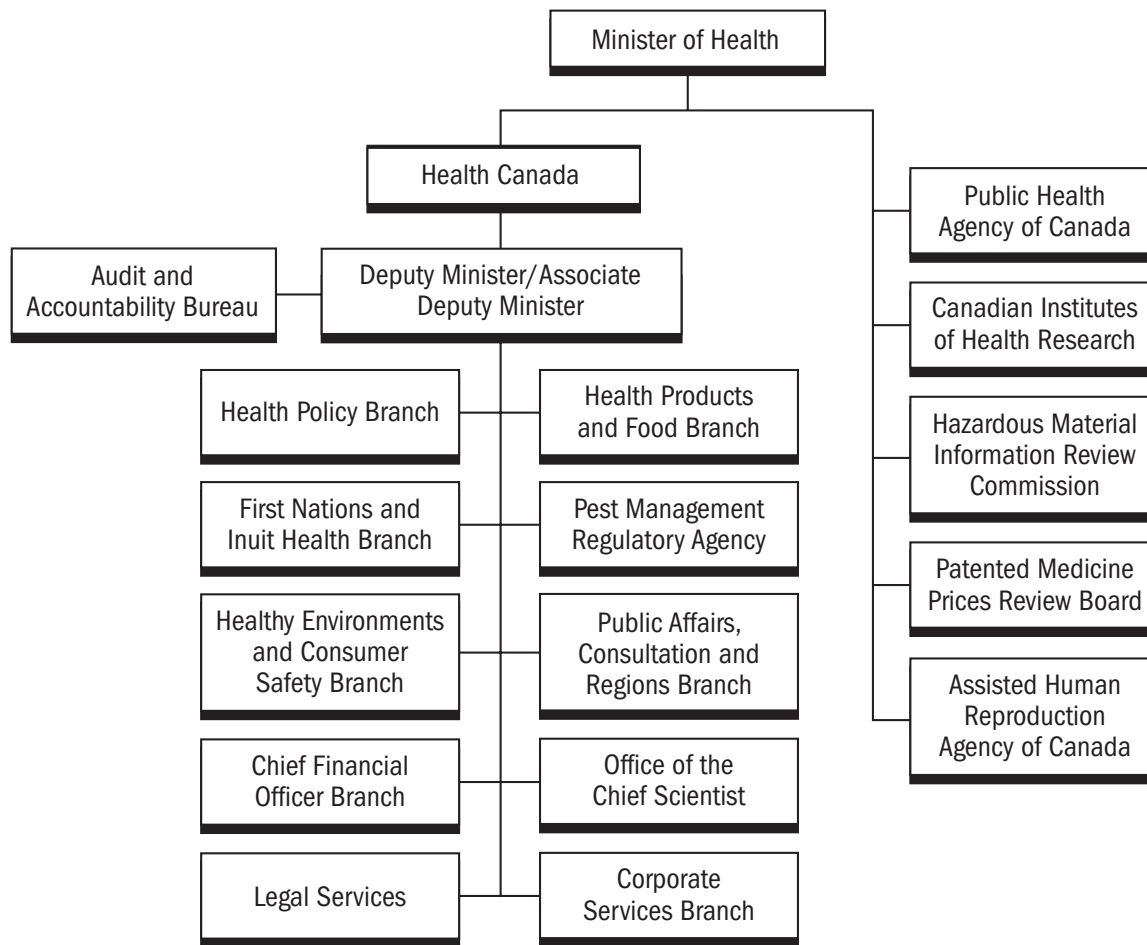 Minister of Health
Health Canada
Public Health
Agency of Canada
Audit and
Accountability Bureau
Deputy Minister/Associate
Deputy Minister
Canadian Institutes
of Health Research
Health Policy Branch
Health Products
and Food Branch
Hazardous Material
Information Review
Commission
First Nations and
Inuit Health Branch
Pest Management
Regulatory Agency
Patented Medicine
Prices Review Board
Healthy Environments
and Consumer
Safety Branch
Public Affairs,
Consultation and
Regions Branch
Assisted Human
Reproduction
Agency of Canada
Chief Financial
Officer Branch
Office of the
Chief Scientist
Legal Services
Corporate
Services Branch